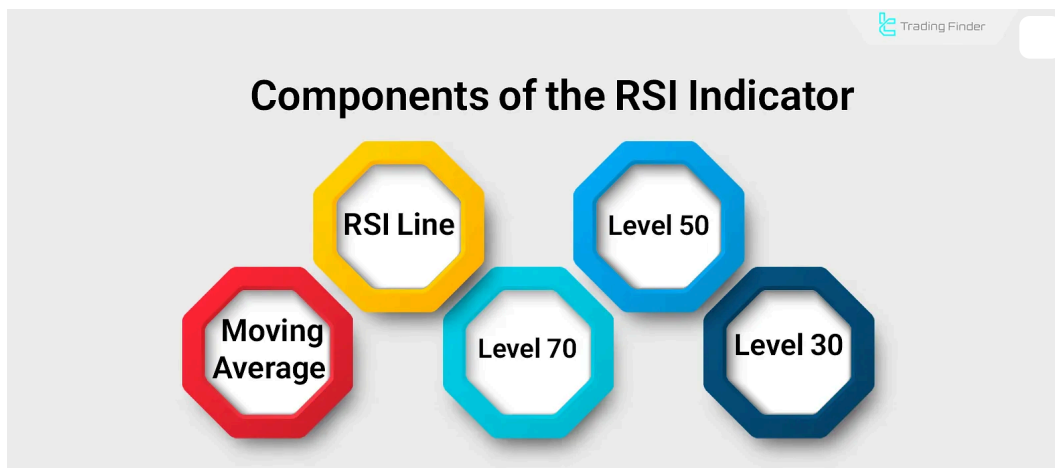 Trading Finder
Components of the RSI Indicator
RSI Line
Level 50
Moving
Average
Level 70
Level 30